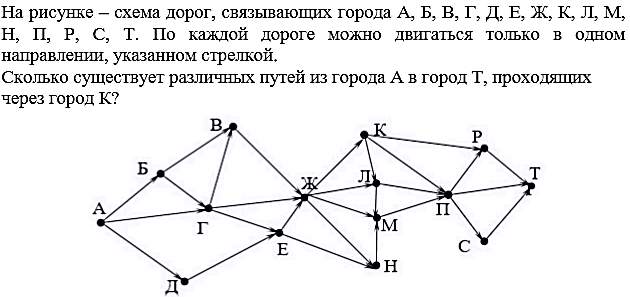 На рисунке – схема дорог, связывающих города А, Б, В, Г, Д, Е, Ж, К, Л, М,
Н, П, Р, С, Т. По каждой дороге можно двигаться только в одном
направлении, указанном стрелкой.
Сколько существует различных путей из города А в город Т, проходящих
через город К?
В
К
Р
Б
Ж
Л
Т
А
Г
М
П
Е
С
Н
Д